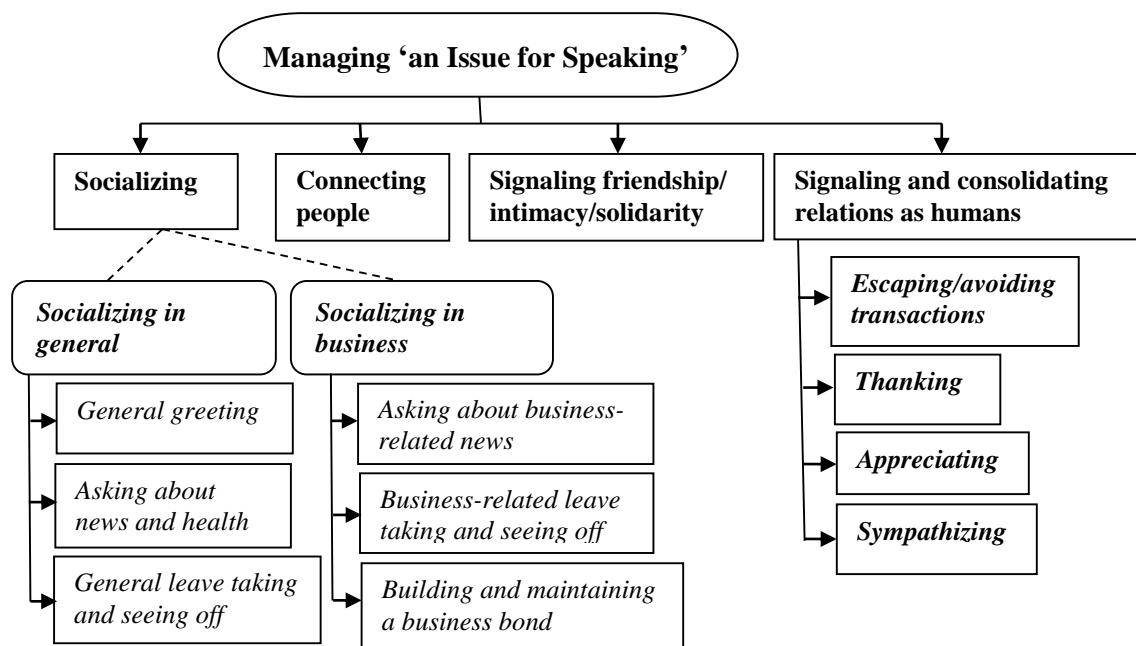 Managing ‘an Issue for Speaking’
Socializing
Connecting
people
Signaling friendship/
intimacy/solidarity
Signaling and consolidating
relations as humans
Socializing in
general
General greeting
Asking about
news and health
General leave taking
and seeing off
Socializing in
business
Asking about business-
related news
Business-related leave
taking and seeing off
Building and maintaining
a business bond
Escaping/avoiding
transactions
Thanking
Appreciating
Sympathizing